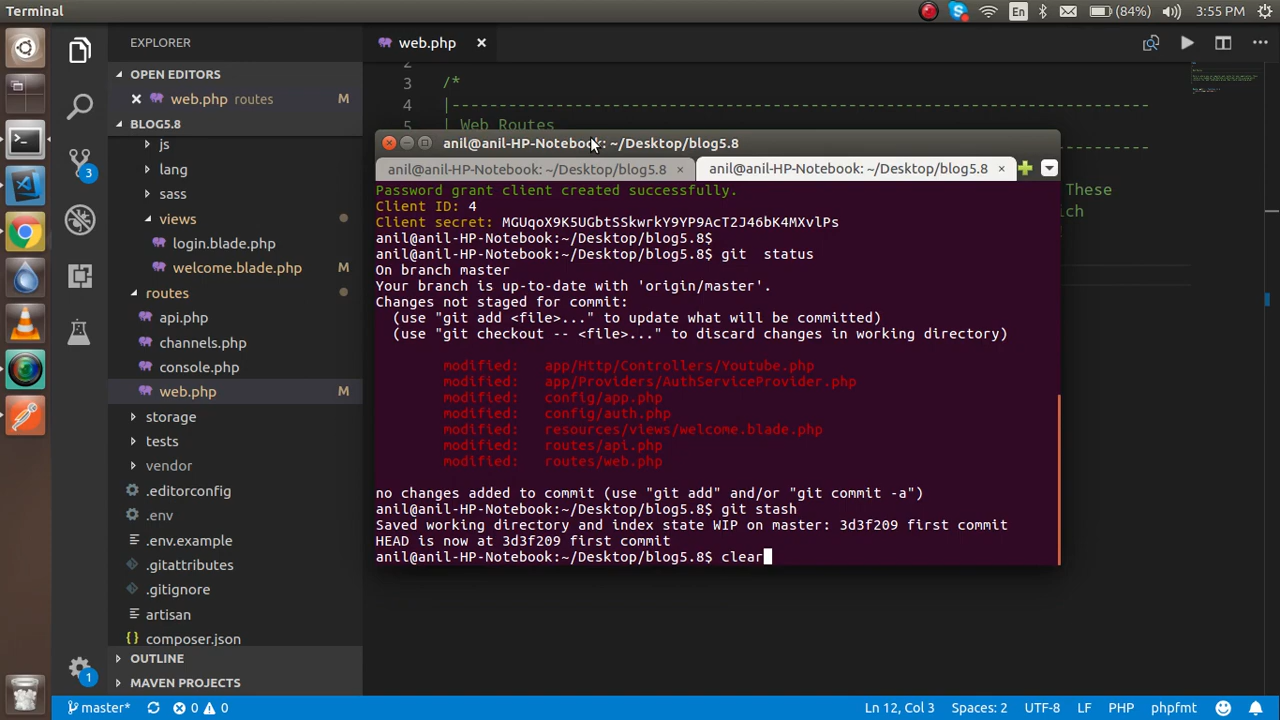 Terminal
En
(84%)
3:55 PM
EXPLORER
OPEN EDITORS
web.php routes M
BLOG5.8
js
lang
sass
views
login.blade.php
welcome.blade.php
routes
api.php
channels.php
console.php
web.php M
storage
tests
vendor
.editorconfig
.env
.env.example
.gitattributes
.gitignore
artisan
composer.json
OUTLINE
MAVEN PROJECTS
3
1
web.php
2
3 /*
4 |--------------------------------------------------------------------------
5 | Web Routes
These
ich
anil@anil-HP-Notebook: ~/Desktop/blog5.8
anil@anil-HP-Notebook: ~/Desktop/blog5.8 ×
anil@anil-HP-Notebook: ~/Desktop/blog5.8 ×
Password grant client created successfully.
Client ID: 4
Client secret: MGUqoX9K5UGbtSSkwrkY9YP9AcT2J46bK4MXvlPs
anil@anil-HP-Notebook:~/Desktop/blog5.8$
anil@anil-HP-Notebook:~/Desktop/blog5.8$ git  status
On branch master
Your branch is up-to-date with 'origin/master'.
Changes not staged for commit:
  (use "git add <file>..." to update what will be committed)
  (use "git checkout -- <file>..." to discard changes in working directory)
modified:   app/Http/Controllers/Youtube.php
modified:   app/Providers/AuthServiceProvider.php
modified:   config/app.php
modified:   config/auth.php
modified:   resources/views/welcome.blade.php
modified:   routes/api.php
modified:   routes/web.php
no changes added to commit (use "git add" and/or "git commit -a")
anil@anil-HP-Notebook:~/Desktop/blog5.8$ git stash
Saved working directory and index state WIP on master: 3d3f209 first commit
HEAD is now at 3d3f209 first commit
anil@anil-HP-Notebook:~/Desktop/blog5.8$ clear
master* 0 0 Ln 12, Col 3 Spaces: 2 UTF-8 LF PHP phpfmt